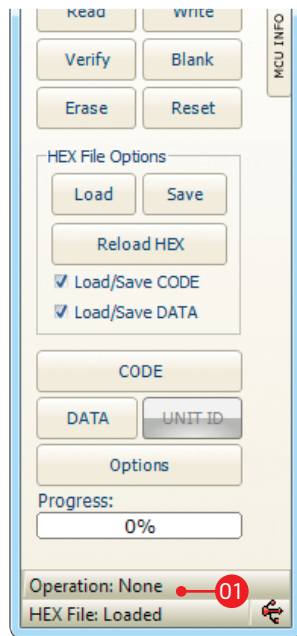 Read Write
MCU INFO
Verify Blank
Erase Reset
HEX File Options
Load Save
Reload HEX
Load/Save CODE
Load/Save DATA
CODE
DATA UNIT ID
Options
Progress:
0%
Operation: None 01
HEX File: Loaded